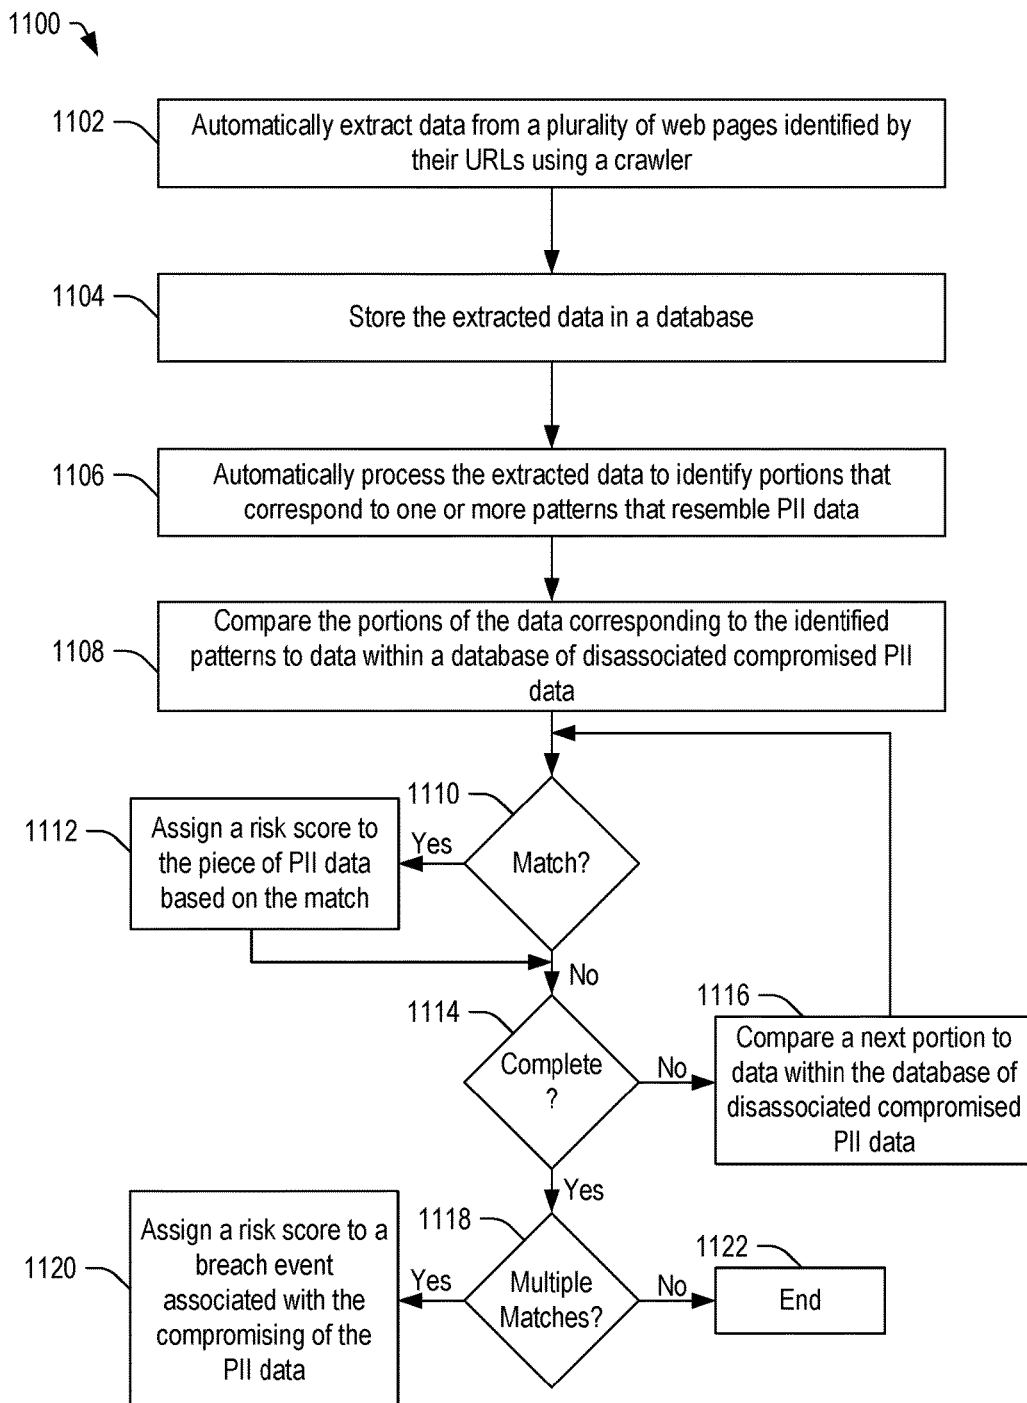 1100
1102
Automatically extract data from a plurality of web pages identified by
their URLs using a crawler
1104
Store the extracted data in a database
1106
Automatically process the extracted data to identify portions that
correspond to one or more patterns that resemble PII data
1108
Compare the portions of the data corresponding to the identified
patterns to data within a database of disassociated compromised PII
data
1110
Match?
Yes
No
1112
Assign a risk score to
the piece of PII data
based on the match
1114
Complete
?
No
Yes
1116
Compare a next portion to
data within the database of
disassociated compromised
PII data
1118
Multiple
Matches?
Yes
No
1120
Assign a risk score to a
breach event
associated with the
compromising of the
PII data
1122
End